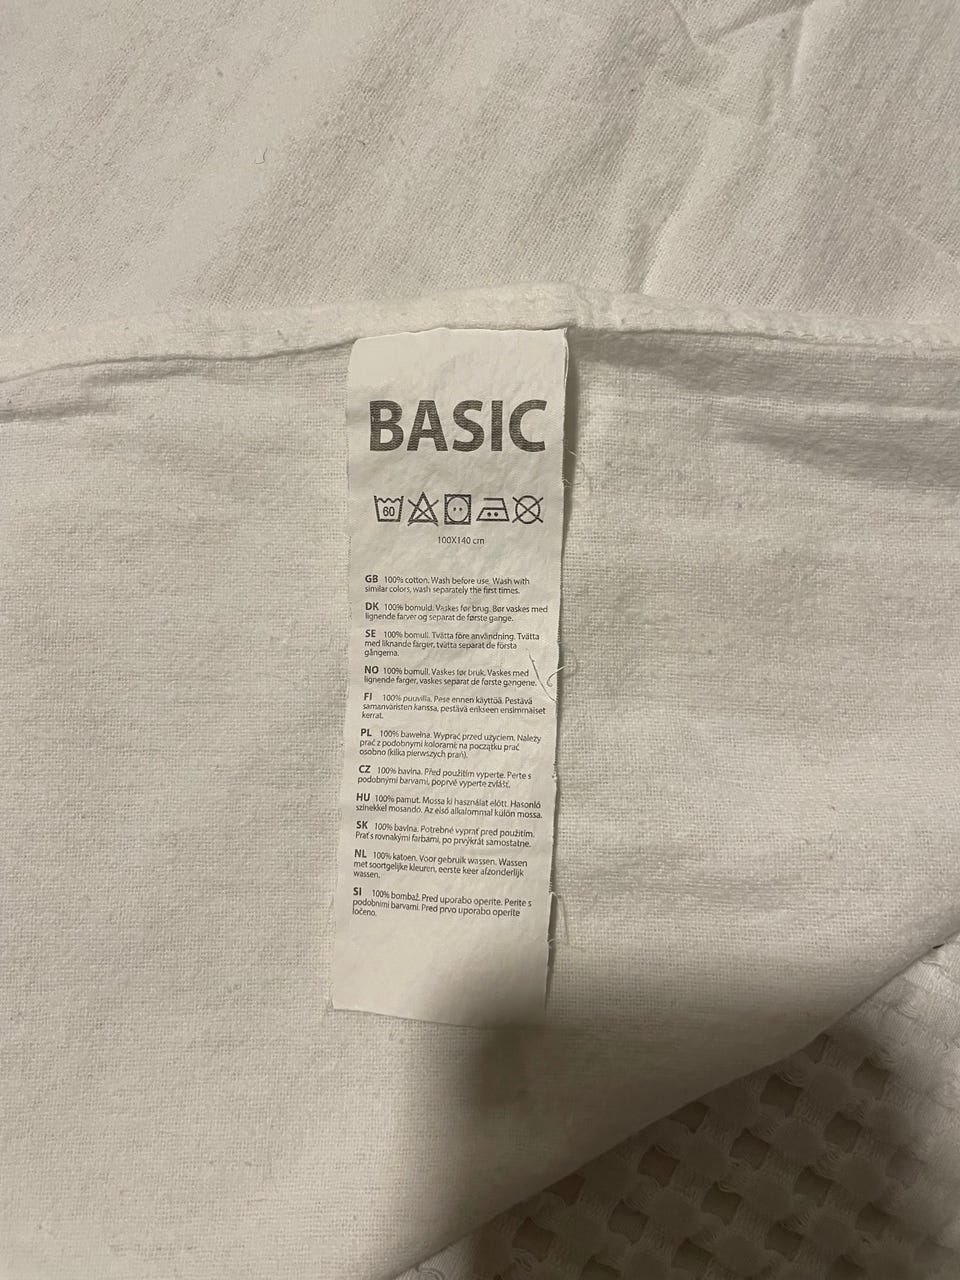 BASIC
60
100X140 cm
GB 100% cotton. Wash before use. Wash with
similar colors, wash separately the first times.
DK 100% bomuld. Vaskes før brug. Bør vaskes med
lignende farver og separat de første gange.
SE 100% bomull. Tvätta före användning. Tvätta
med liknande färger, tvätta separat de första
gångerna.
NO 100% bomull. Vaskes før bruk. Vaskes med
lignende farger, vaskes separat de første gangene.
FI 100% puuvilla. Pese ennen käyttöä. Pestävä
samanväristen kanssa, pestävä erikseen ensimmäiset
kerrat.
PL 100% bawełna. Wyprać przed użyciem. Należy
prać z podobnymi kolorami; na początku prać
osobno (kilka pierwszych prań).
CZ 100% bavlna. Před použitím vyperte. Perte s
podobnými barvami, poprvé vyperte zvlášť.
HU 100% pamut. Mossa ki használat előtt. Hasonló
színekkel mosandó. Az első alkalommal külön mossa.
SK 100% bavlna. Potrebné vyprať pred použitím.
Prať s rovnakými farbami, po prvýkrát samostatne.
NL 100% katoen. Voor gebruik wassen. Wassen
met soortgelijke kleuren, eerste keer afzonderlijk
wassen.
SI 100% bombaž. Pred uporabo operite. Perite s
podobnimi barvami. Pred prvo uporabo operite
ločeno.